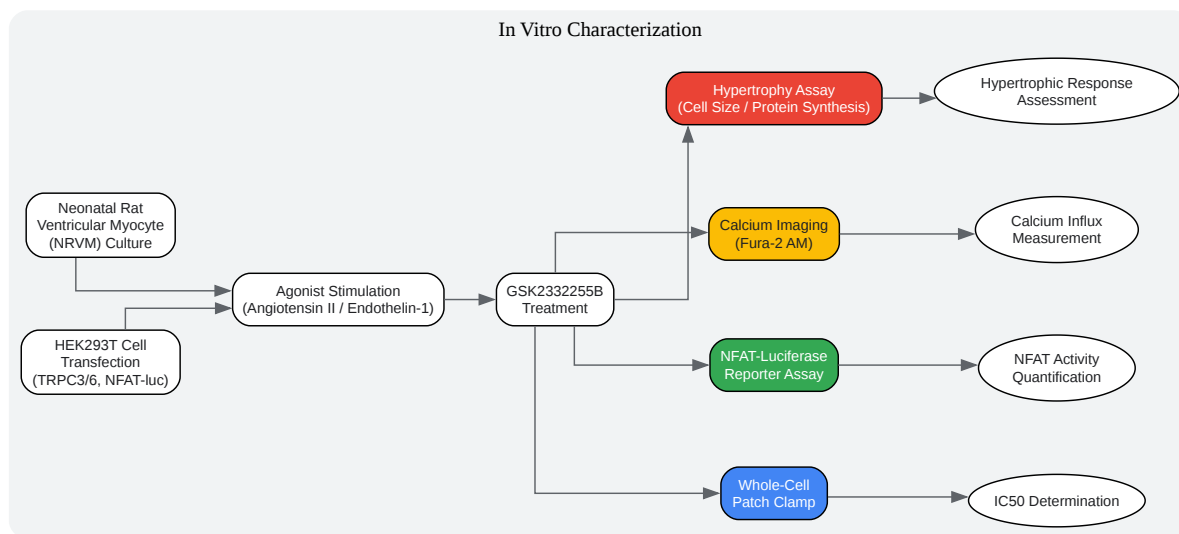 In Vitro Characterization
Neonatal Rat
Ventricular Myocyte
(NRVM) Culture
HEK293T Cell
Transfection
(TRPC3/6, NFAT-luc)
Agonist Stimulation
(Angiotensin II / Endothelin-1)
GSK2332255B
Treatment
Hypertrophy Assay
(Cell Size / Protein Synthesis)
Hypertrophic Response
Assessment
Calcium Imaging
(Fura-2 AM)
Calcium Influx
Measurement
NFAT-Luciferase
Reporter Assay
NFAT Activity
Quantification
Whole-Cell
Patch Clamp
IC50 Determination